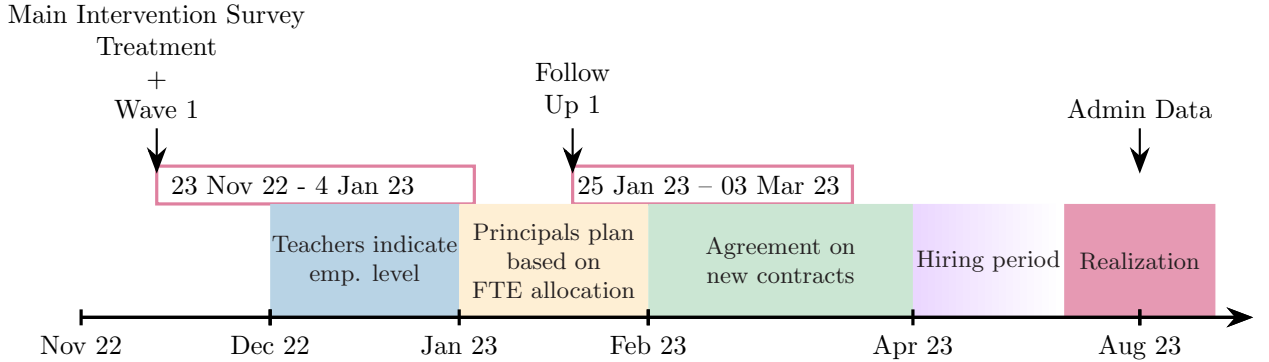 Main Intervention Survey
Treatment
+
Wave 1
Follow
Up 1
Admin Data
23 Nov 22 - 4 Jan 23
25 Jan 23 – 03 Mar 23
Teachers indicate
emp. level
Principals plan
based on
FTE allocation
Agreement on
new contracts
Hiring period
Realization
Nov 22
Dec 22
Jan 23
Feb 23
Apr 23
Aug 23